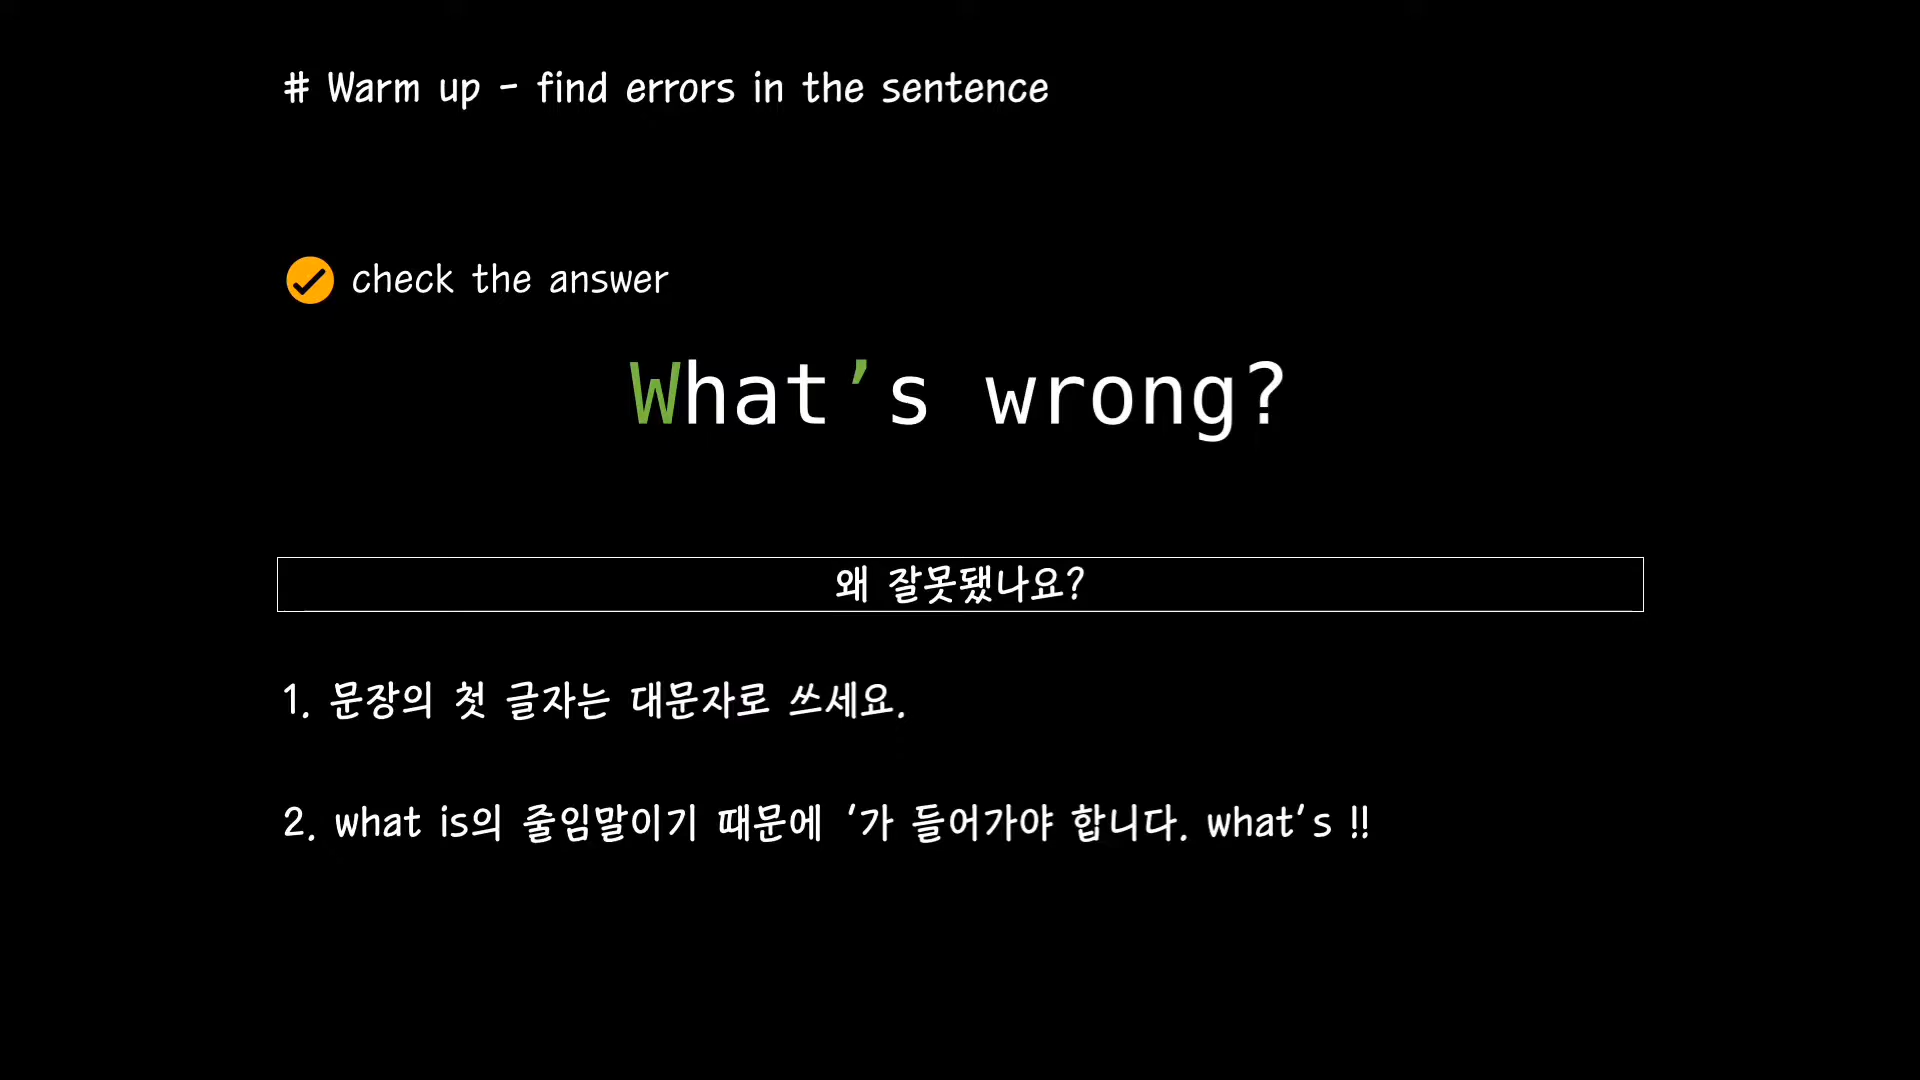 # Warm up - find errors in the sentence
check the answer
What’s wrong?
왜 잘못됐나요?
1. 문장의 첫 글자는 대문자로 쓰세요.
2. what is의 줄임말이기 때문에 ‘가 들어가야 합니다. what’s !!